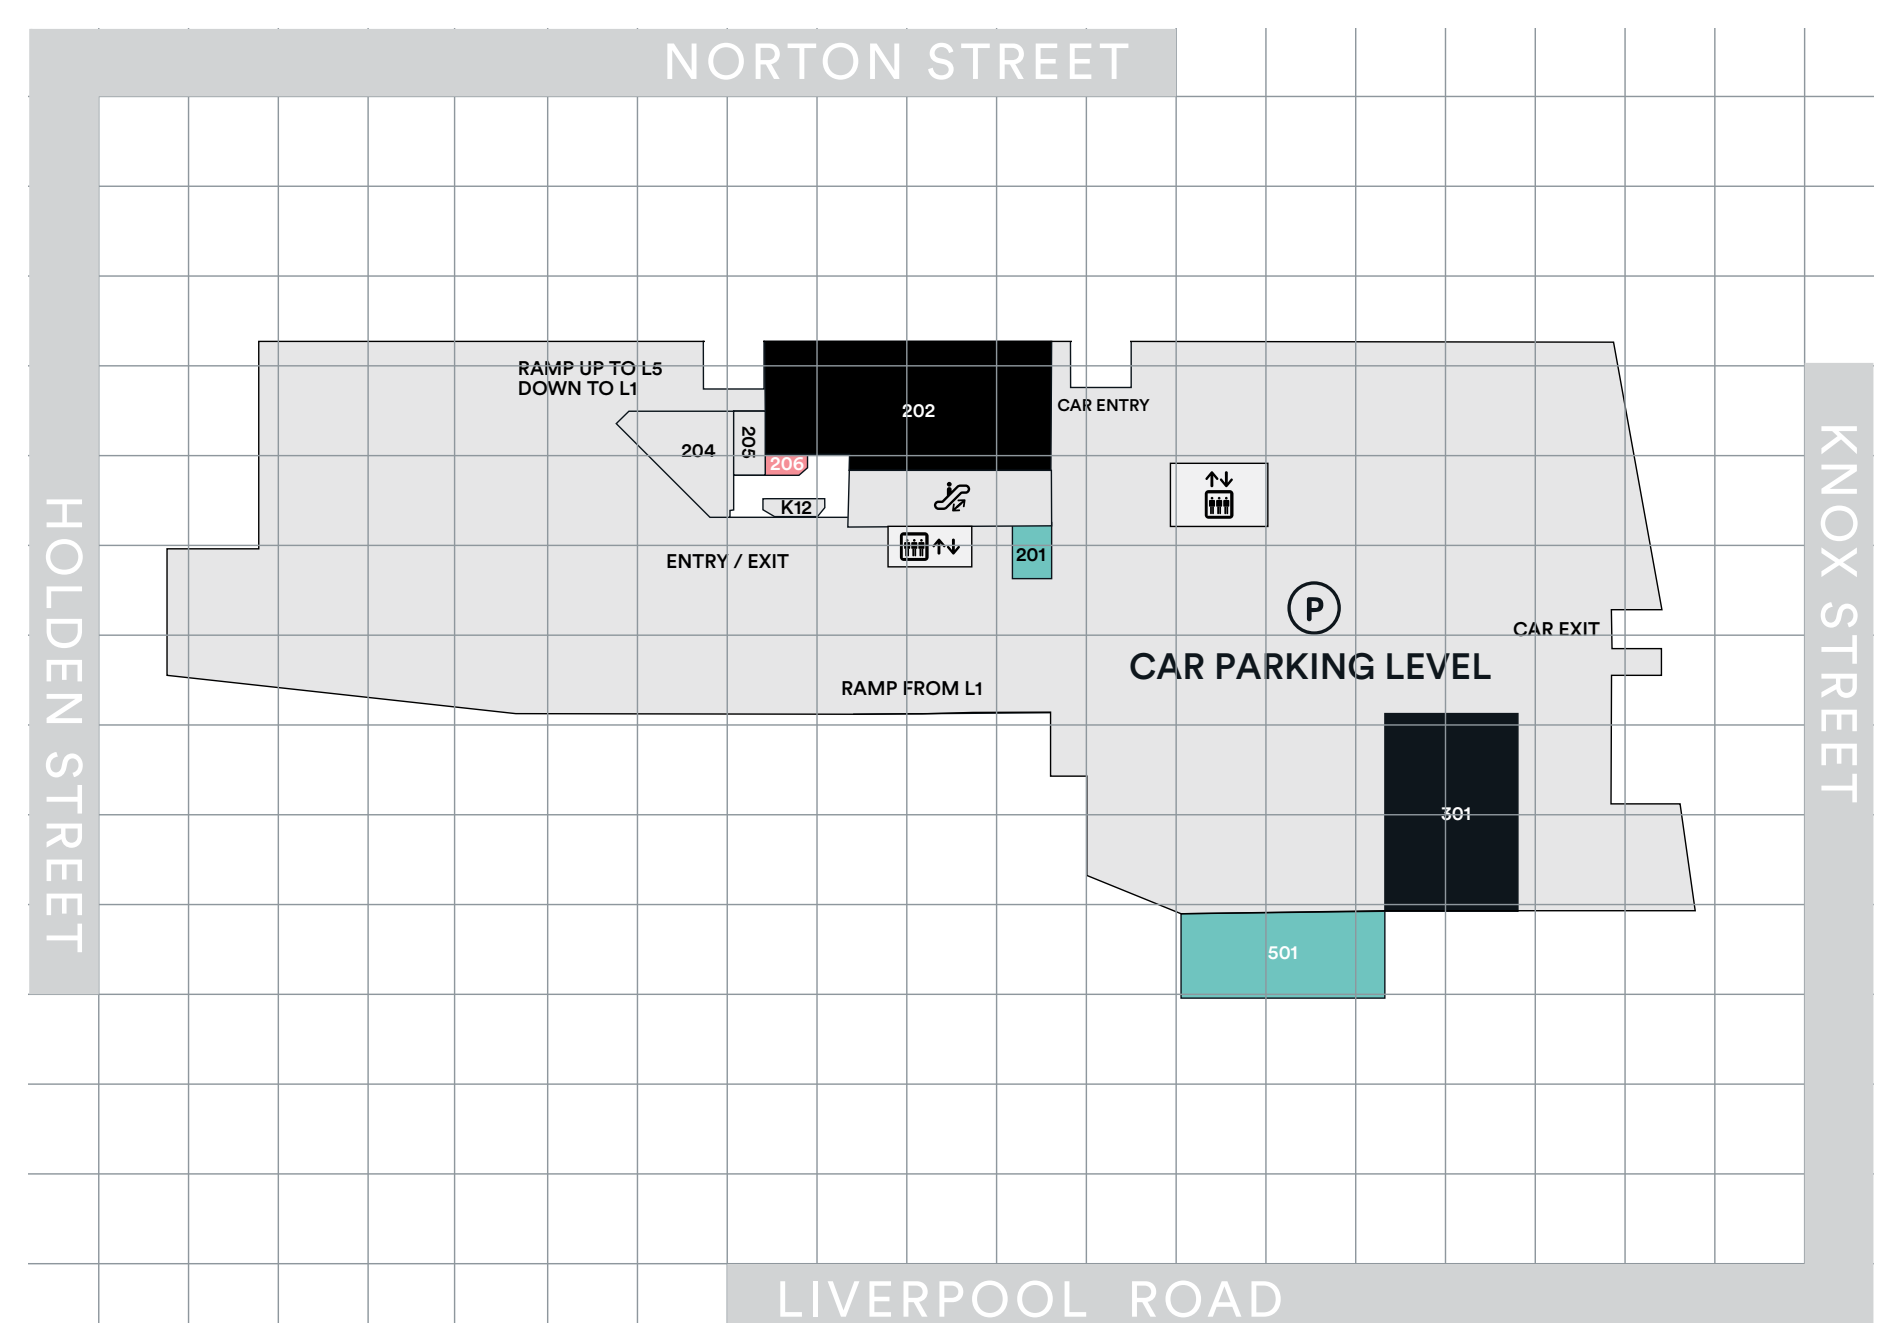 NORTON STREET
RAMP UP TO L5
DOWN TO L1
202
CAR ENTRY
204
205
206
K12
ENTRY / EXIT
201
P
CAR EXIT
CAR PARKING LEVEL
RAMP FROM L1
301
501
HOLDEN STREET
KNOX STREET
LIVERPOOL ROAD